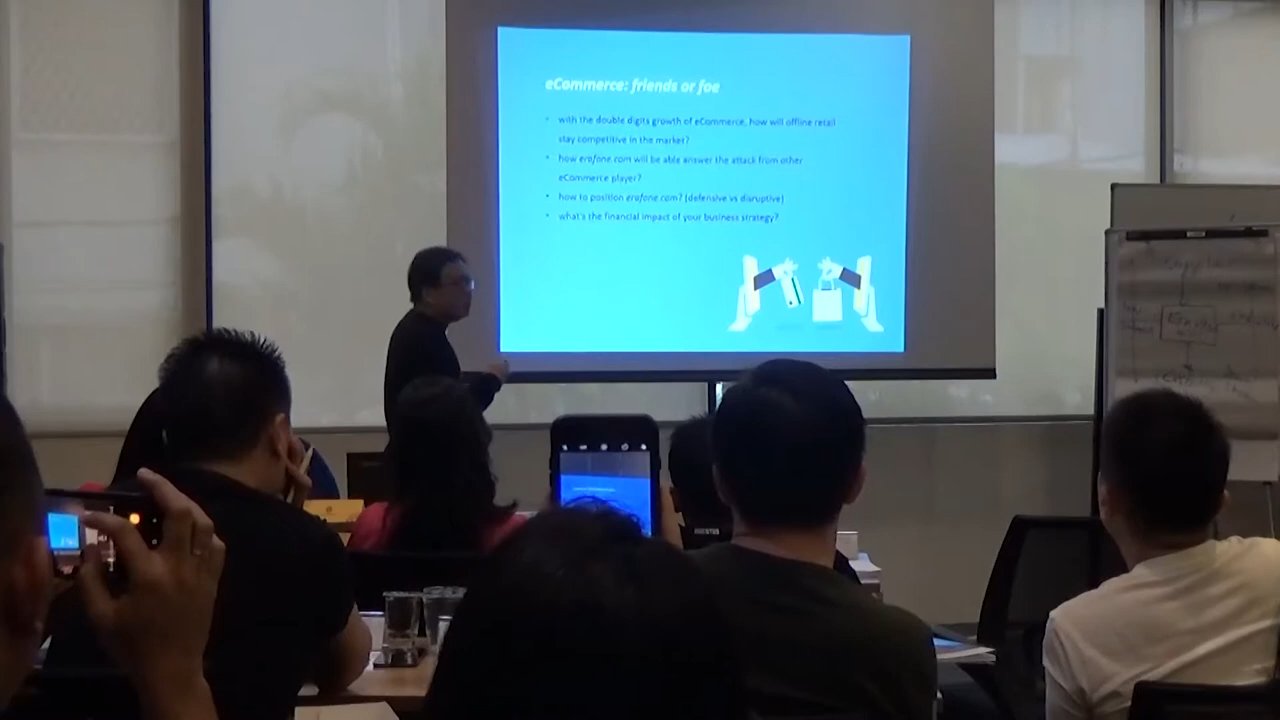 eCommerce: friends or foe
• with the double digits growth of eCommerce, how will offline retail
stay competitive in the market?
• how erafone.com will be able answer the attack from other
eCommerce player?
• how to position erafone.com? (defensive vs disruptive)
• what's the financial impact of your business strategy?